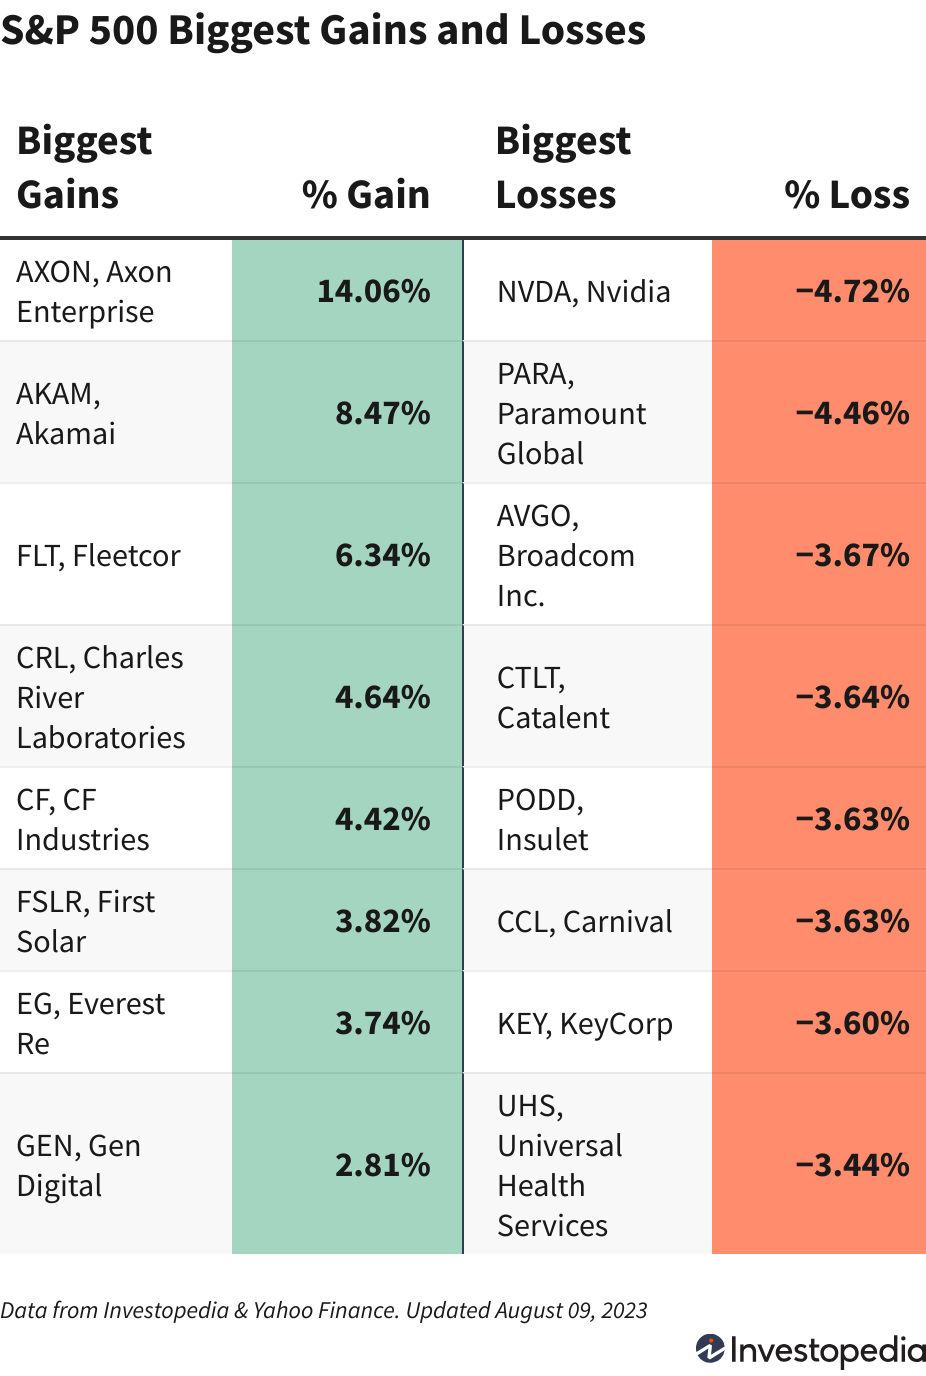 S&P 500 Biggest Gains and Losses
Biggest
Gains
% Gain
Biggest
Losses
% Loss
AXON, Axon
Enterprise
14.06%
NVDA, Nvidia
−4.72%
AKAM,
Akamai
8.47%
PARA,
Paramount
Global
−4.46%
FLT, Fleetcor
6.34%
AVGO,
Broadcom
Inc.
−3.67%
CRL, Charles
River
Laboratories
4.64%
CTLT,
Catalent
−3.64%
CF, CF
Industries
4.42%
PODD,
Insulet
−3.63%
FSLR, First
Solar
3.82%
CCL, Carnival
−3.63%
EG, Everest
Re
3.74%
KEY, KeyCorp
−3.60%
GEN, Gen
Digital
2.81%
UHS,
Universal
Health
Services
−3.44%
Data from Investopedia & Yahoo Finance. Updated August 09, 2023
Investopedia